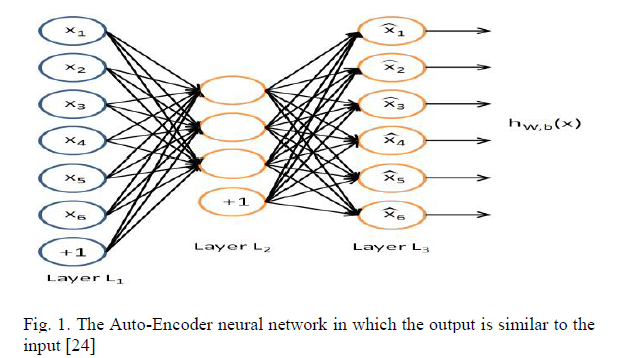 x1
x2
x3
x4
x5
x6
+1
Layer L1
+1
Layer L2
x̂1
x̂2
x̂3
x̂4
x̂5
x̂6
Layer L3
hW,b(x)
Fig. 1. The Auto-Encoder neural network in which the output is similar to the
input [24]